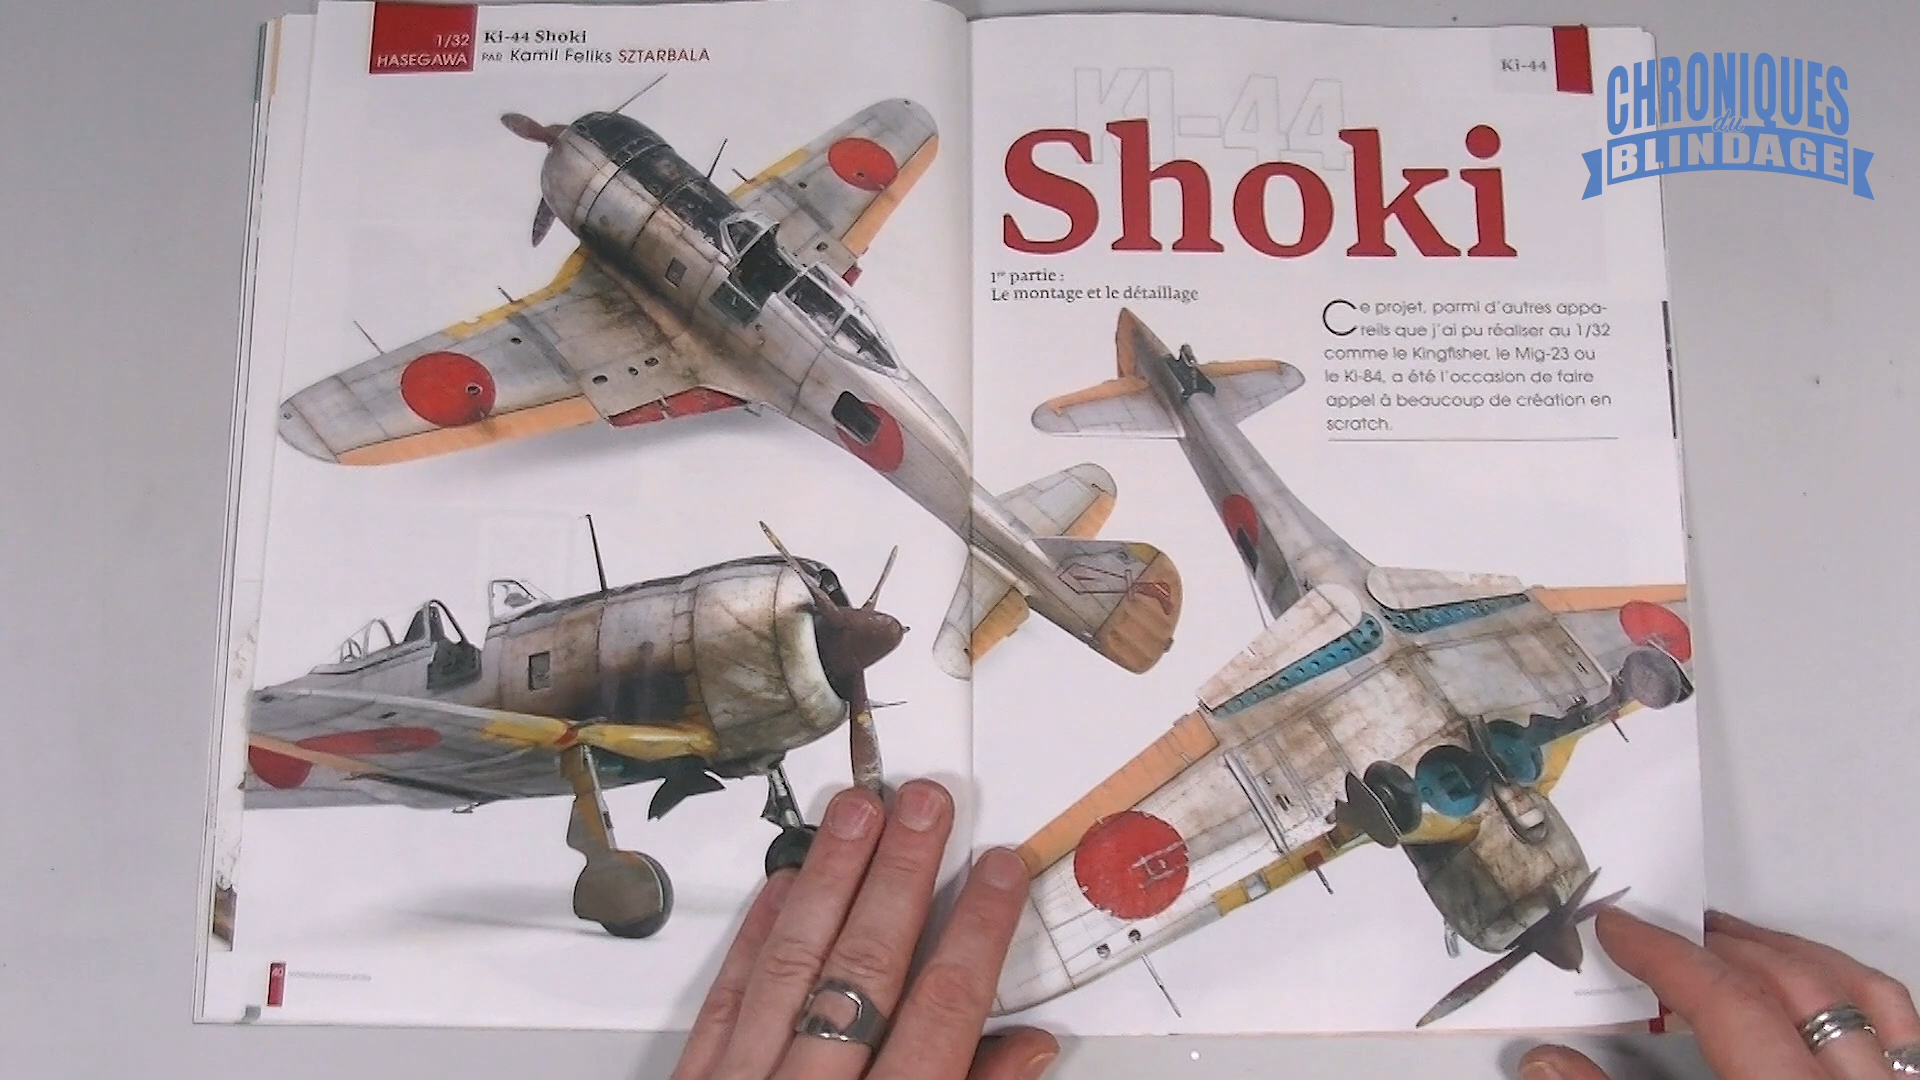 1/32
HASEGAWA
Ki-44 Shoki
PAR Kamil Feliks SZTARBALA
Ki-44
KI-44
Shoki
1re partie :
Le montage et le détaillage
Ce projet, parmi d'autres appa-
reils que j'ai pu réaliser au 1/32
comme le Kingfisher, le Mig-23 ou
le Ki-84, a été l'occasion de faire
appel à beaucoup de création en
scratch.
CHRONIQUES
du
BLINDAGE